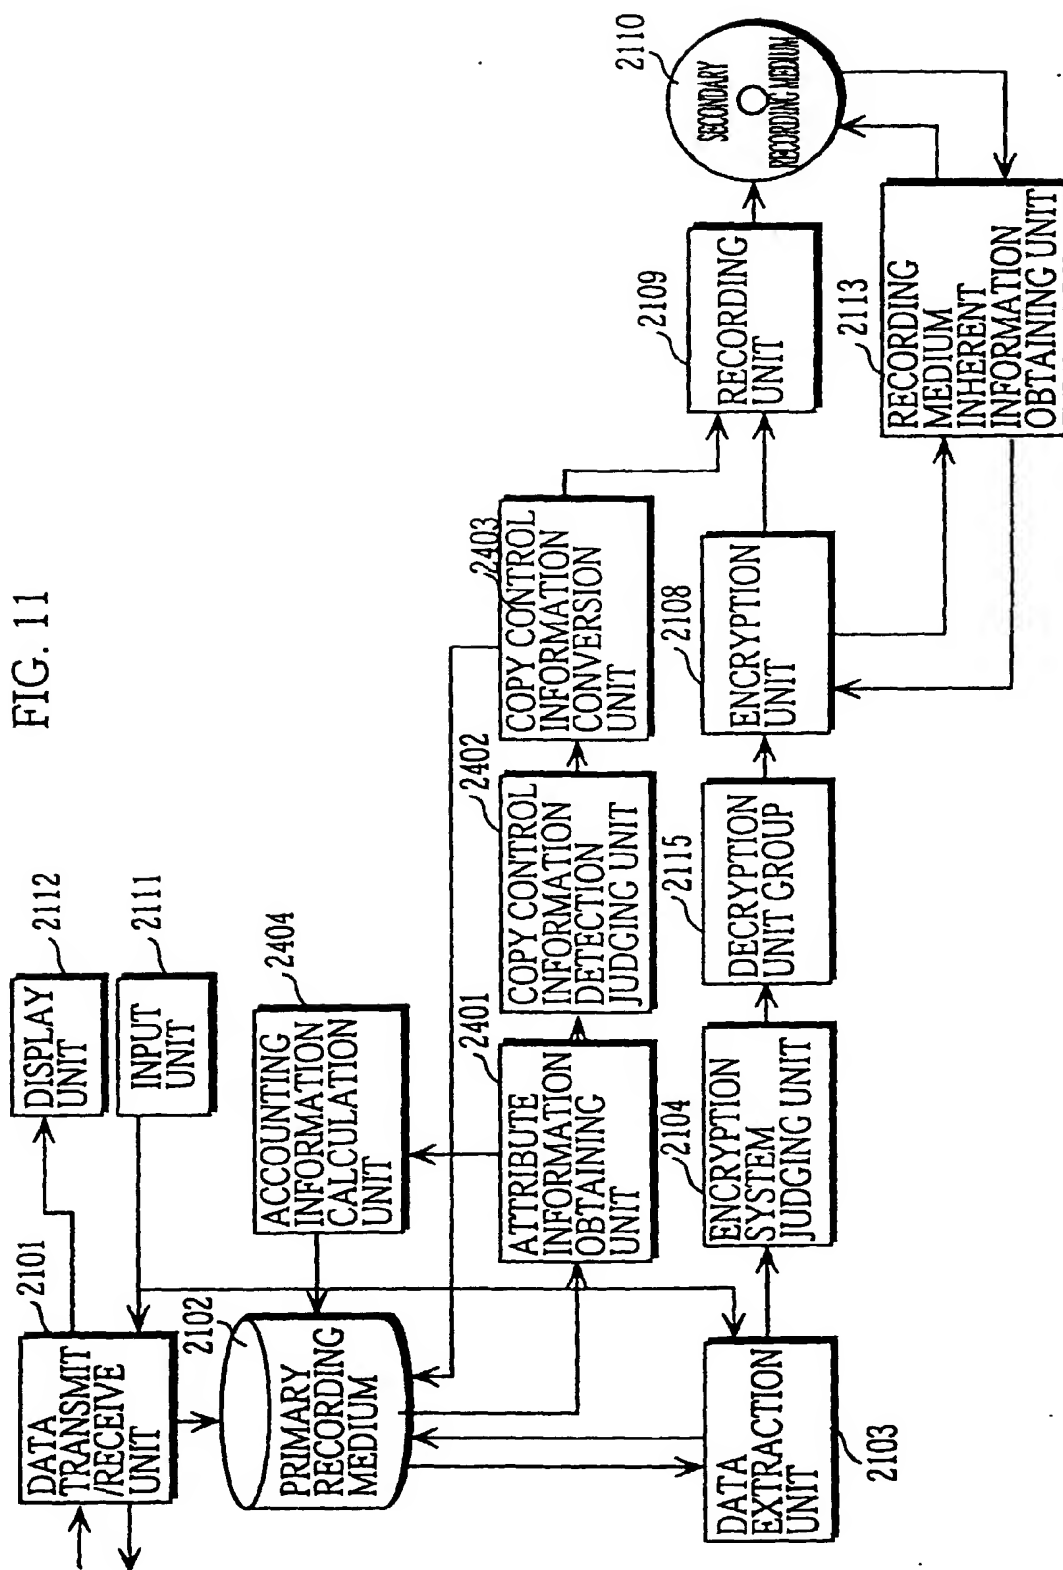 FIG. 11
2101
DATA
TRANSMIT
/RECEIVE
UNIT
2112
DISPLAY
UNIT
2111
INPUT
UNIT
2102
PRIMARY
RECORDING
MEDIUM
2404
ACCOUNTING
INFORMATION
CALCULATION
UNIT
2401
ATTRIBUTE
INFORMATION
OBTAINING
UNIT
2402
COPY CONTROL
INFORMATION
DETECTION
JUDGING UNIT
2403
COPY CONTROL
INFORMATION
CONVERSION
UNIT
2103
DATA
EXTRACTION
UNIT
2104
ENCRYPTION
SYSTEM
JUDGING UNIT
2115
DECRYPTION
UNIT GROUP
2108
ENCRYPTION
UNIT
2109
RECORDING
UNIT
2110
SECONDARY
RECORDING MEDIUM
2113
RECORDING
MEDIUM
INHERENT
INFORMATION
OBTAINING UNIT